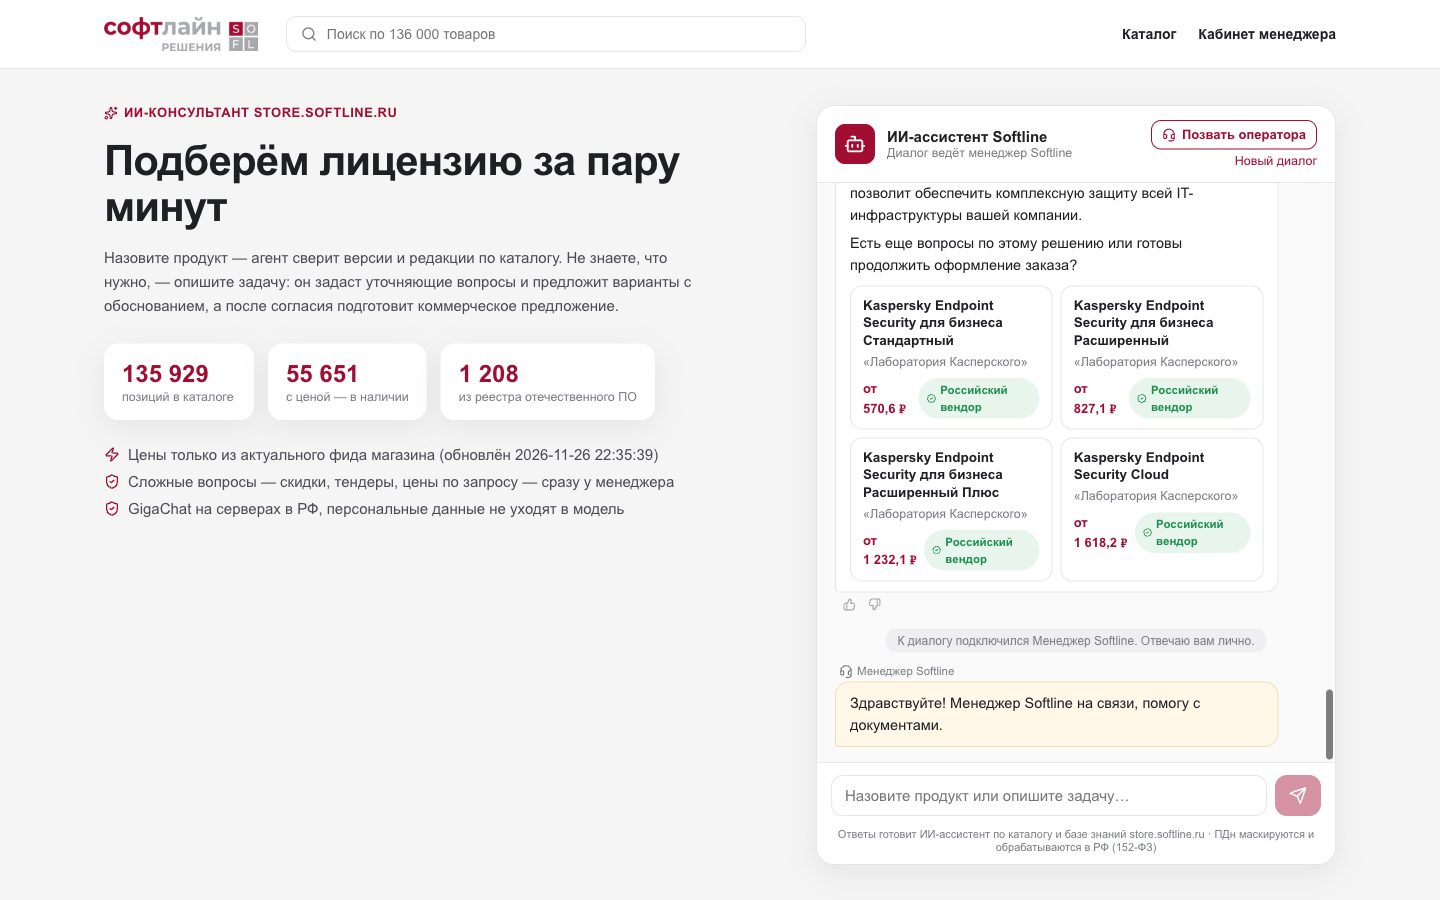 софтлайн
РЕШЕНИЯ
S O
F L
Поиск по 136 000 товаров
Каталог
Кабинет менеджера
ИИ-КОНСУЛЬТАНТ STORE.SOFTLINE.RU
Подберём лицензию за пару
минут
Назовите продукт — агент сверит версии и редакции по каталогу. Не знаете, что
нужно, — опишите задачу: он задаст уточняющие вопросы и предложит варианты с
обоснованием, а после согласия подготовит коммерческое предложение.
135 929
позиций в каталоге
55 651
с ценой — в наличии
1 208
из реестра отечественного ПО
Цены только из актуального фида магазина (обновлён 2026-11-26 22:35:39)
Сложные вопросы — скидки, тендеры, цены по запросу — сразу у менеджера
GigaChat на серверах в РФ, персональные данные не уходят в модель
ИИ-ассистент Softline
Диалог ведёт менеджер Softline
Позвать оператора
Новый диалог
позволит обеспечить комплексную защиту всей IT-
инфраструктуры вашей компании.
Есть еще вопросы по этому решению или готовы
продолжить оформление заказа?
Kaspersky Endpoint
Security для бизнеса
Стандартный
«Лаборатория Касперского»
от
570,6 ₽
Российский
вендор
Kaspersky Endpoint
Security для бизнеса
Расширенный
«Лаборатория Касперского»
от
827,1 ₽
Российский
вендор
Kaspersky Endpoint
Security для бизнеса
Расширенный Плюс
«Лаборатория Касперского»
от
1 232,1 ₽
Российский
вендор
Kaspersky Endpoint
Security Cloud
«Лаборатория Касперского»
от
1 618,2 ₽
Российский
вендор
К диалогу подключился Менеджер Softline. Отвечаю вам лично.
Менеджер Softline
Здравствуйте! Менеджер Softline на связи, помогу с
документами.
Назовите продукт или опишите задачу…
Ответы готовит ИИ-ассистент по каталогу и базе знаний store.softline.ru · ПДн маскируются и
обрабатываются в РФ (152-ФЗ)